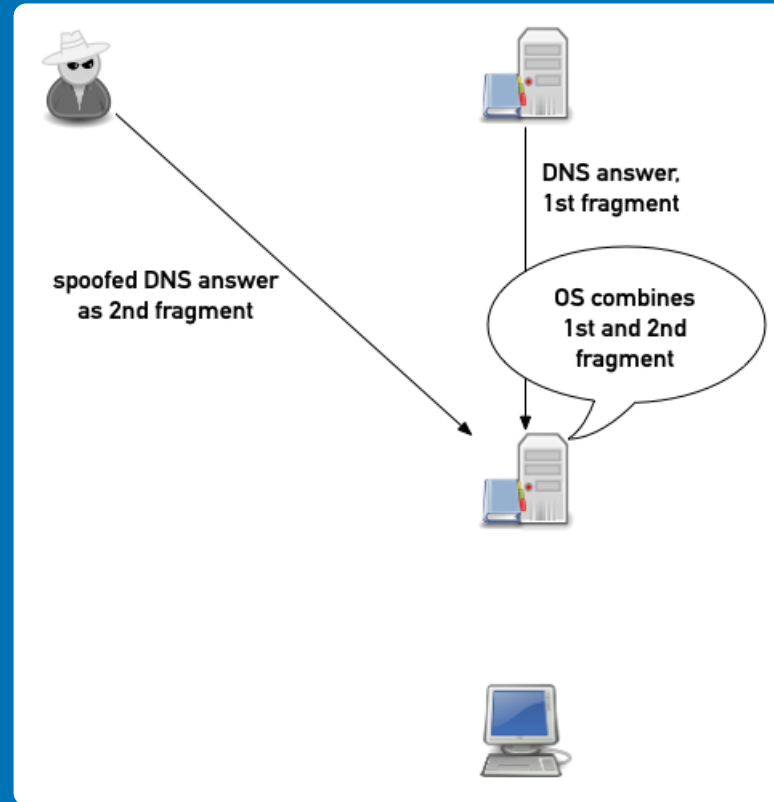 DNS answer,
1st fragment
spoofed DNS answer
as 2nd fragment
OS combines
1st and 2nd
fragment